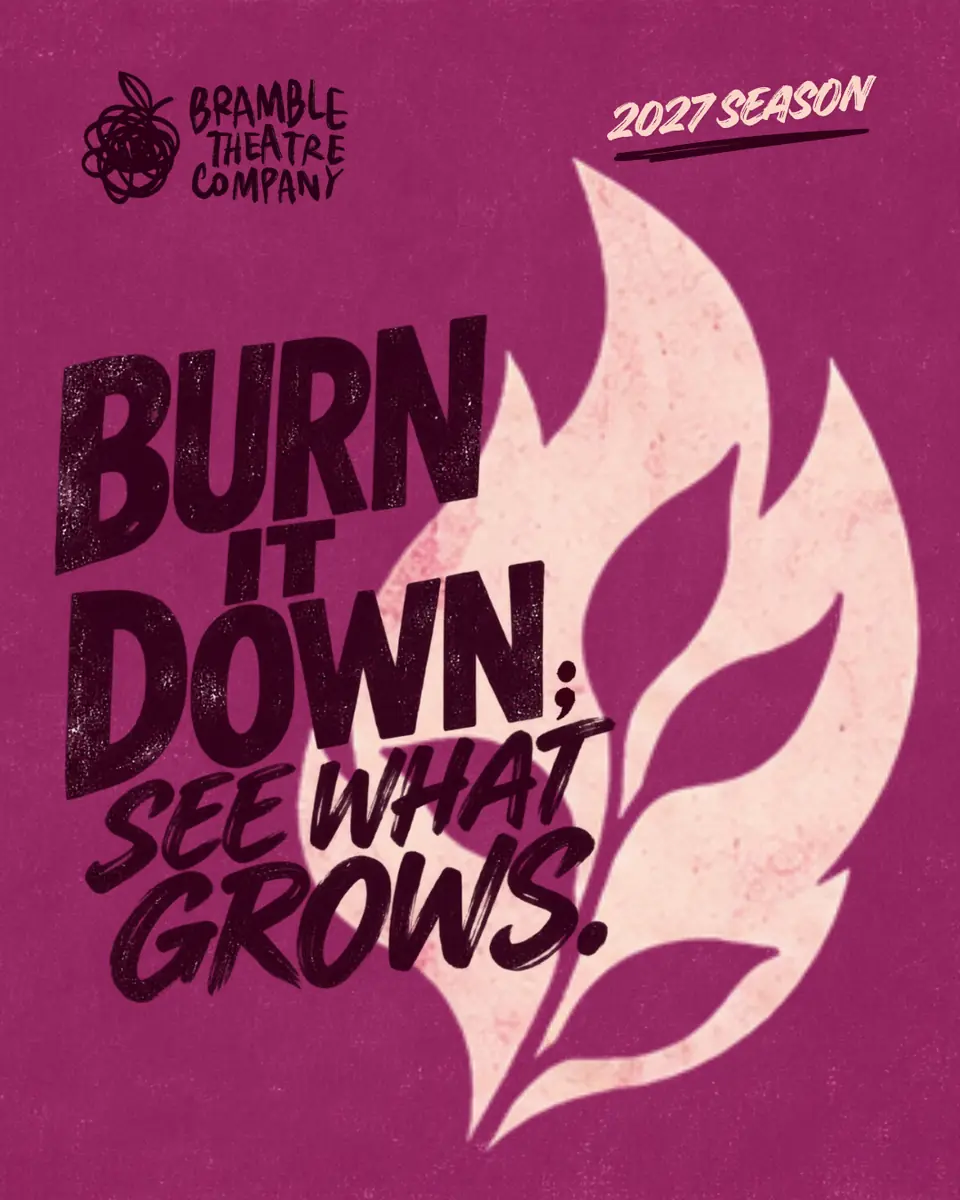 BRAMBLE
THEATRE
COMPANY
2027 SEASON
BURN
IT
DOWN;
SEE WHAT
GROWS.